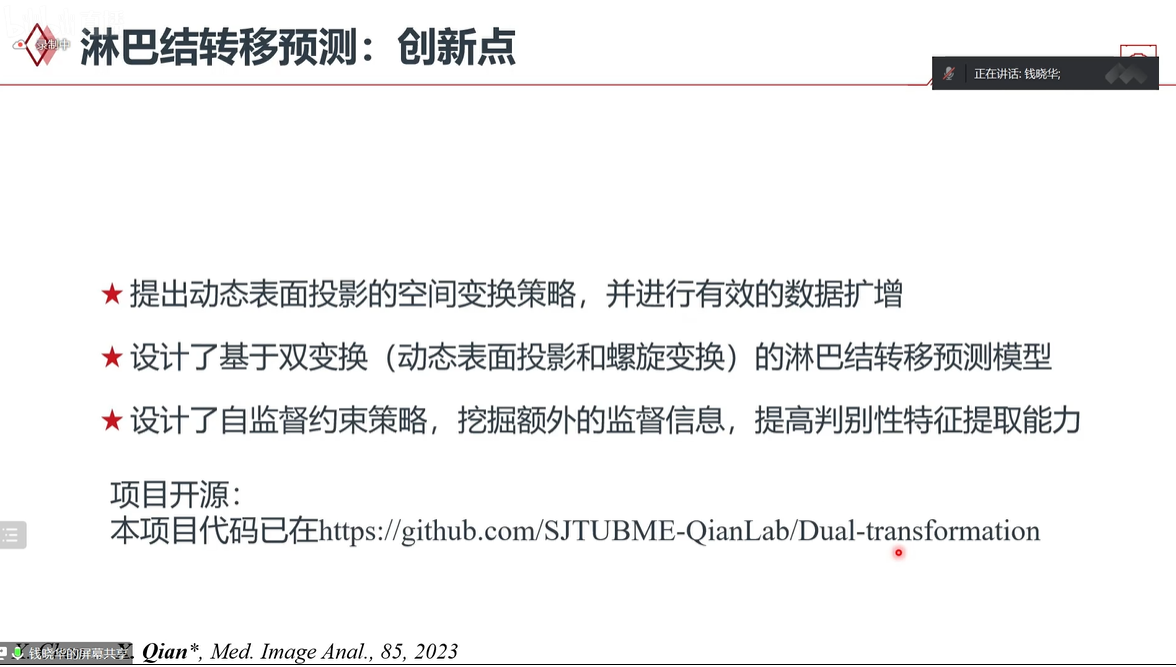 录制中
淋巴结转移预测：创新点
正在讲话: 钱晓华;
★ 提出动态表面投影的空间变换策略，并进行有效的数据扩增
★ 设计了基于双变换（动态表面投影和螺旋变换）的淋巴结转移预测模型
★ 设计了自监督约束策略，挖掘额外的监督信息，提高判别性特征提取能力
项目开源：
本项目代码已在https://github.com/SJTUBME-QianLab/Dual-transformation
Qian*, Med. Image Anal., 85, 2023
钱晓华的屏幕共享